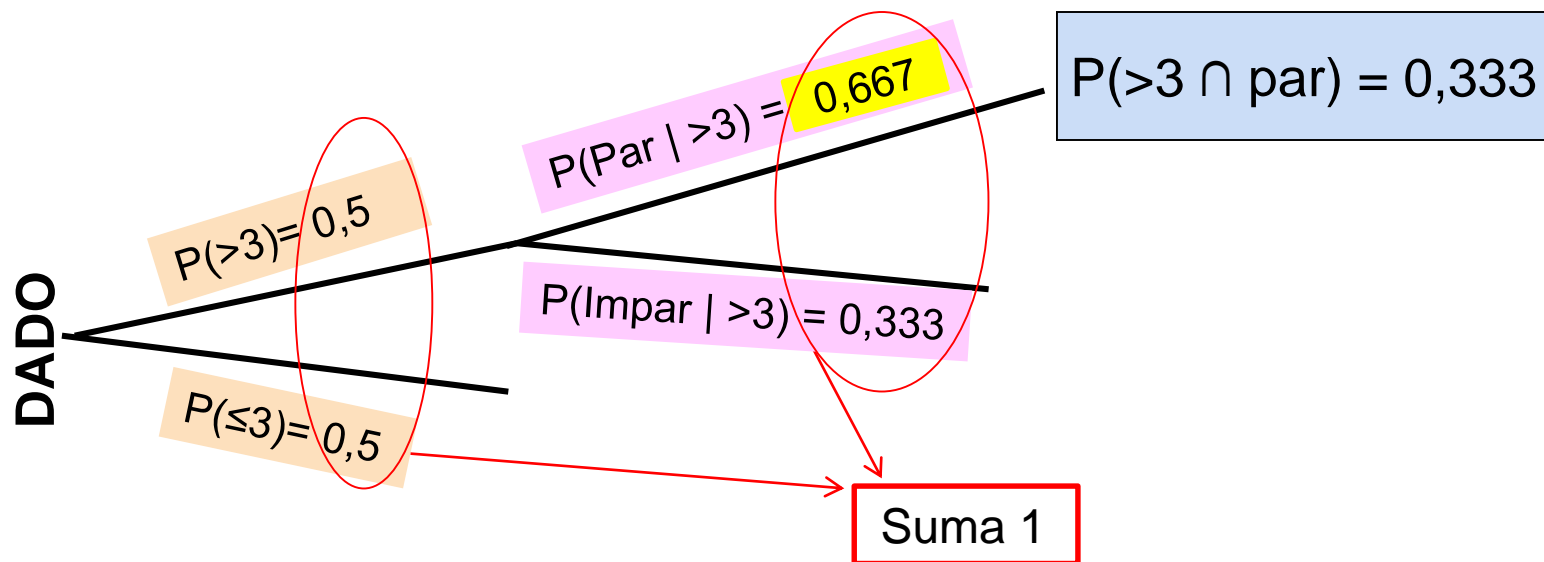 P(>3 ∩ par) = 0,333
P(Par | >3) = 0,667
P(>3)= 0,5
P(Impar | >3) = 0,333
DADO
P(≤3)= 0,5
Suma 1